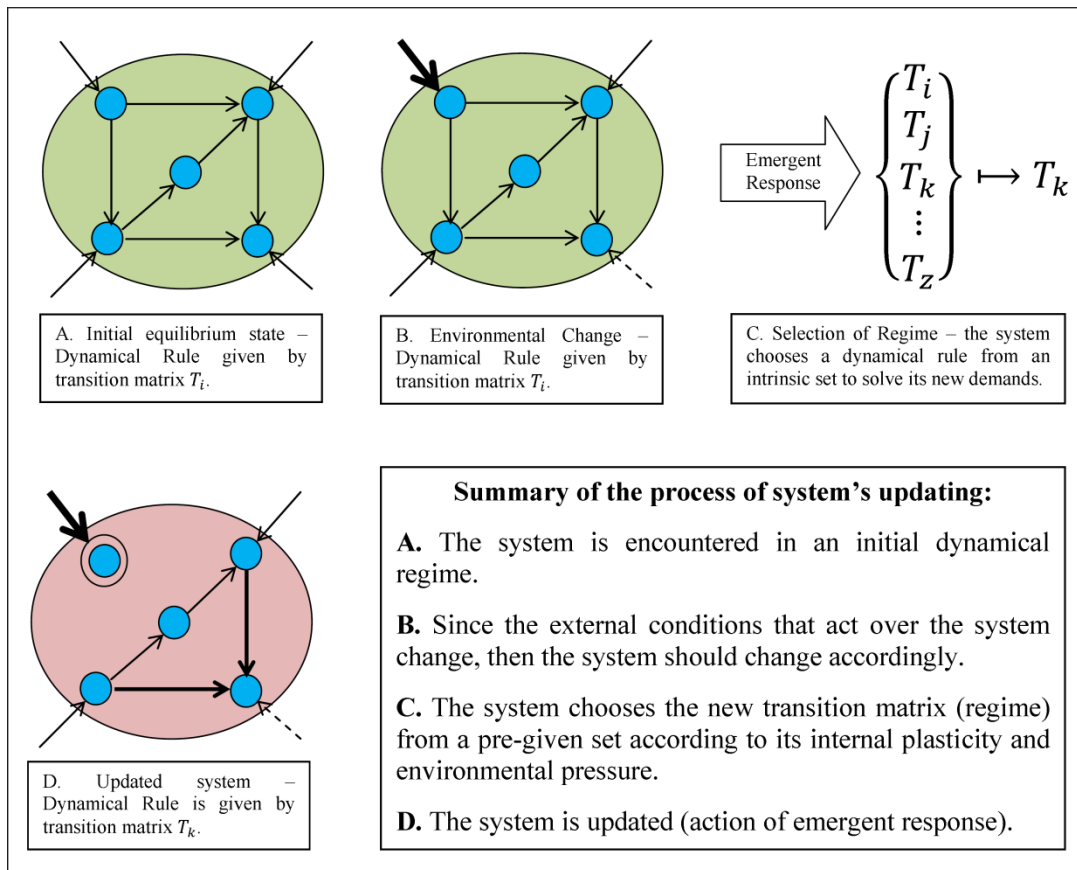 Emergent
Response
T_i
T_j
T_k
⋮
T_z
↦ T_k
A. Initial equilibrium state –
Dynamical Rule given by
transition matrix T_i.
B. Environmental Change –
Dynamical Rule given by
transition matrix T_i.
C. Selection of Regime – the system
chooses a dynamical rule from an
intrinsic set to solve its new demands.
D. Updated system –
Dynamical Rule is given by
transition matrix T_k.
Summary of the process of system’s updating:
A. The system is encountered in an initial dynamical
regime.
B. Since the external conditions that act over the system
change, then the system should change accordingly.
C. The system chooses the new transition matrix (regime)
from a pre-given set according to its internal plasticity and
environmental pressure.
D. The system is updated (action of emergent response).